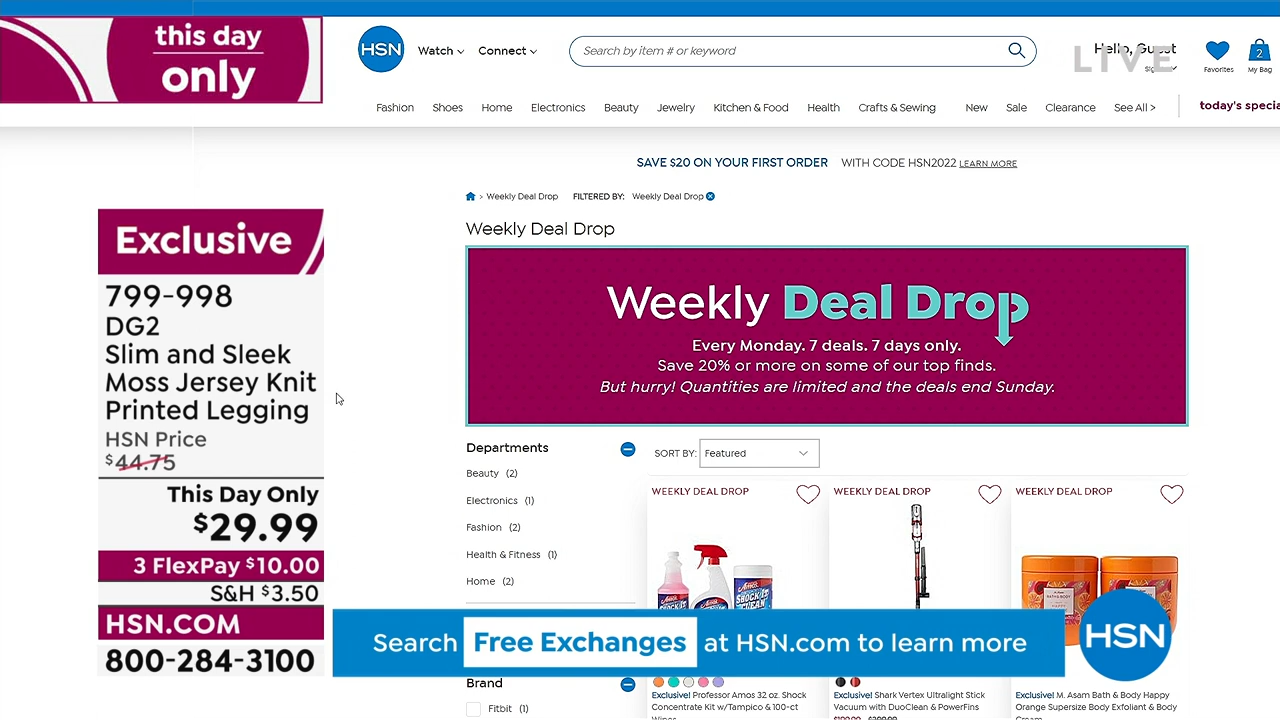 this day
only
HSN
Watch
Connect
Search by item # or keyword
Hello, Guest
LIVE
Favorites
2
My Bag
Fashion Shoes Home Electronics Beauty Jewelry Kitchen & Food Health Crafts & Sewing New Sale Clearance See All >
today's specia
SAVE $20 ON YOUR FIRST ORDER WITH CODE HSN2022 LEARN MORE
> Weekly Deal Drop FILTERED BY: Weekly Deal Drop
Weekly Deal Drop
Weekly Deal Drop
Every Monday. 7 deals. 7 days only.
Save 20% or more on some of our top finds.
But hurry! Quantities are limited and the deals end Sunday.
Exclusive
799-998
DG2
Slim and Sleek
Moss Jersey Knit
Printed Legging
HSN Price
$44.75
This Day Only
$29.99
3 FlexPay $10.00
S&H $3.50
HSN.COM
800-284-3100
Departments
Beauty (2)
Electronics (1)
Fashion (2)
Health & Fitness (1)
Home (2)
SORT BY: Featured
WEEKLY DEAL DROP
WEEKLY DEAL DROP
WEEKLY DEAL DROP
Search Free Exchanges at HSN.com to learn more
HSN
Brand
Fitbit (1)
Exclusive! Professor Amos 32 oz. Shock
Concentrate Kit w/Tampico & 100-ct
Wipes
Exclusive! Shark Vertex Ultralight Stick
Vacuum with DuoClean & PowerFins
Exclusive! M. Asam Bath & Body Happy
Orange Supersize Body Exfoliant & Body
Cream